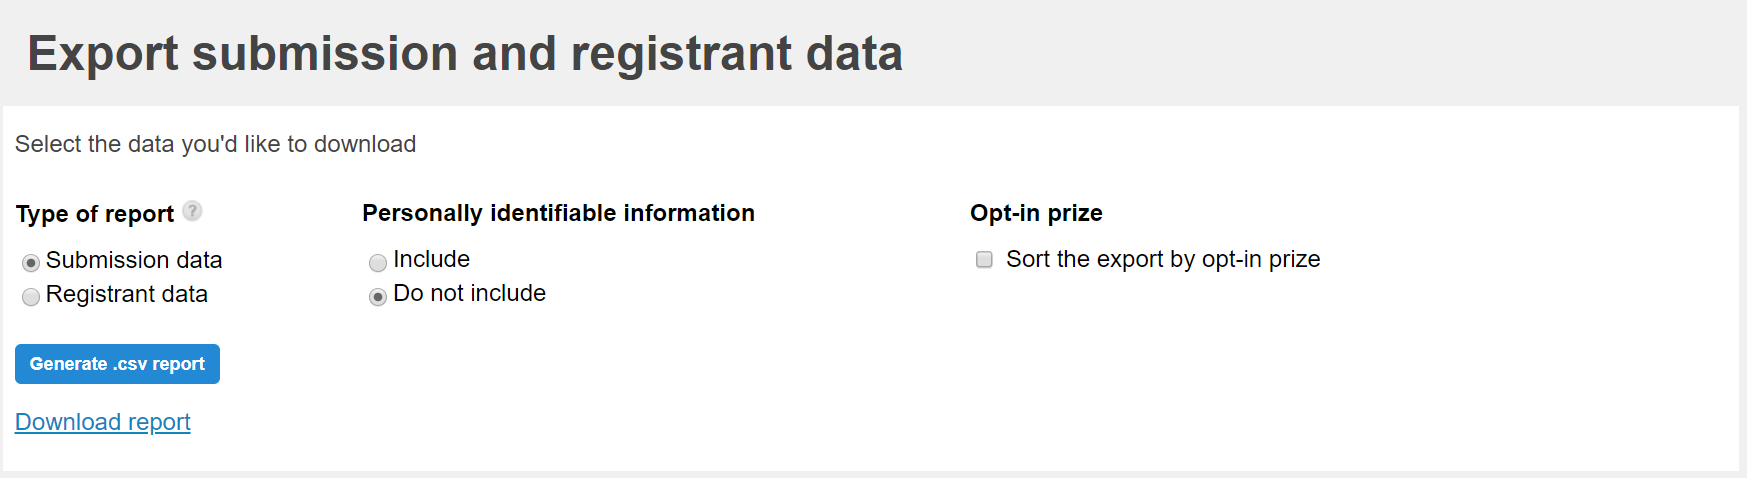 Export submission and registrant data
Select the data you'd like to download
Type of report ?
Submission data
Registrant data
Personally identifiable information
Include
Do not include
Opt-in prize
Sort the export by opt-in prize
Generate .csv report
Download report